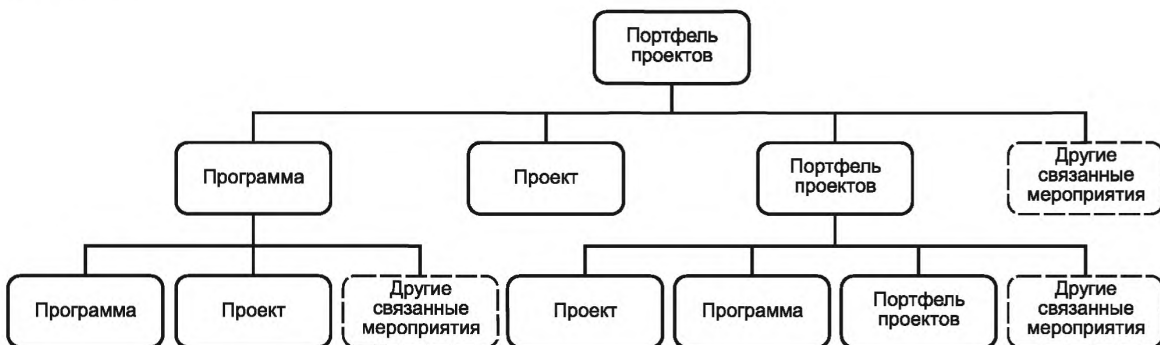 Портфель
проектов
Программа
Проект
Портфель
проектов
Другие
связанные
мероприятия
Программа
Проект
Другие
связанные
мероприятия
Проект
Программа
Портфель
проектов
Другие
связанные
мероприятия